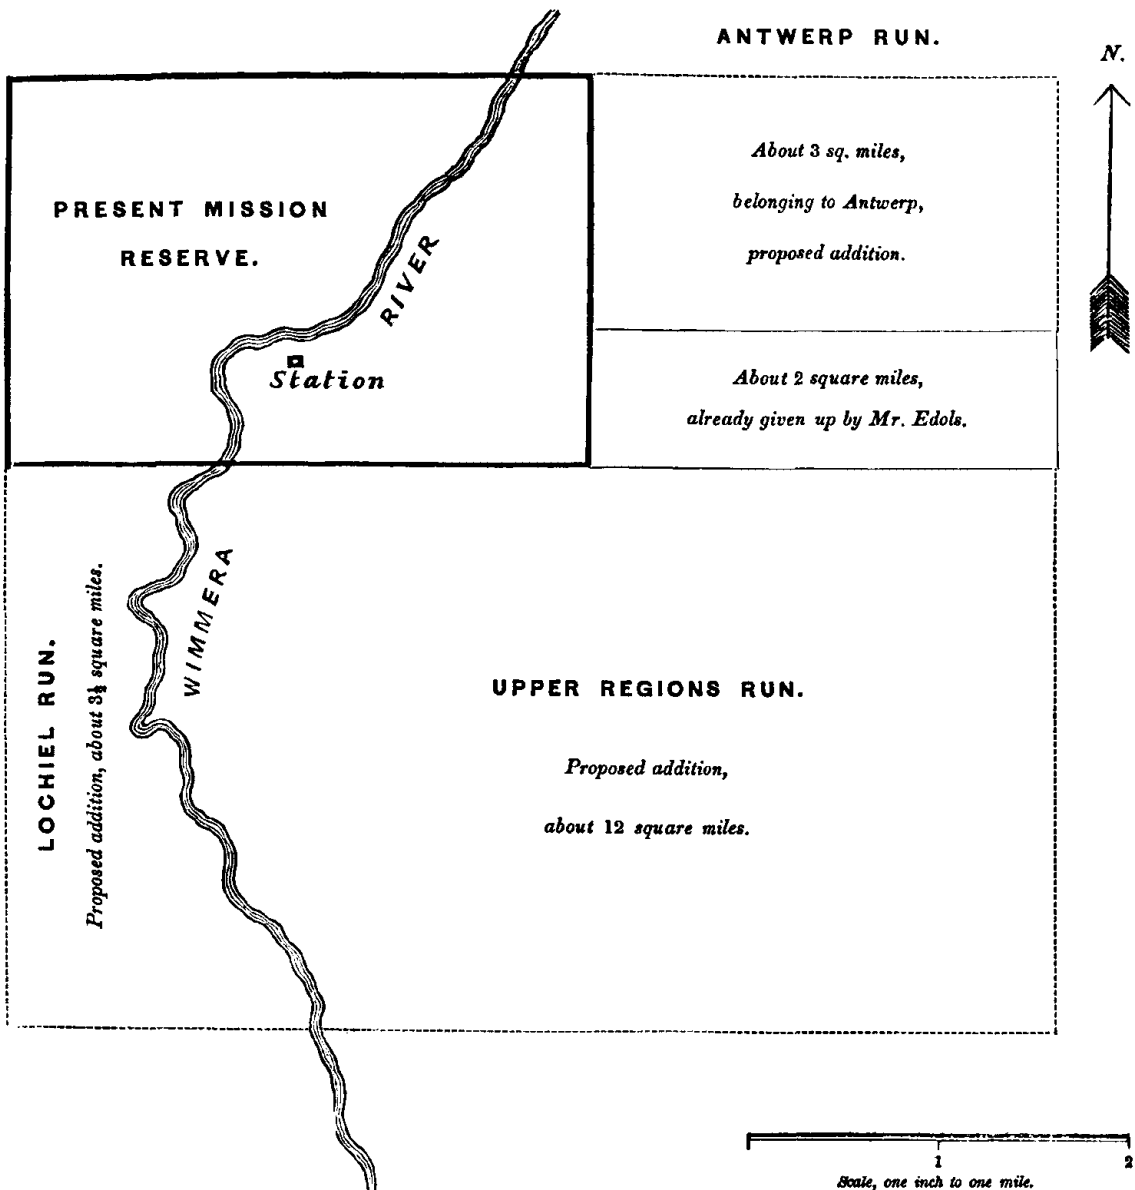 ANTWERP RUN.
N.
About 3 sq. miles,
belonging to Antwerp,
proposed addition.
PRESENT MISSION
RESERVE.
RIVER
Station
About 2 square miles,
already given up by Mr. Edols.
WIMMERA
LOCHIEL RUN.
Proposed addition, about 3½ square miles.
UPPER REGIONS RUN.
Proposed addition,
about 12 square miles.
1 2
Scale, one inch to one mile.